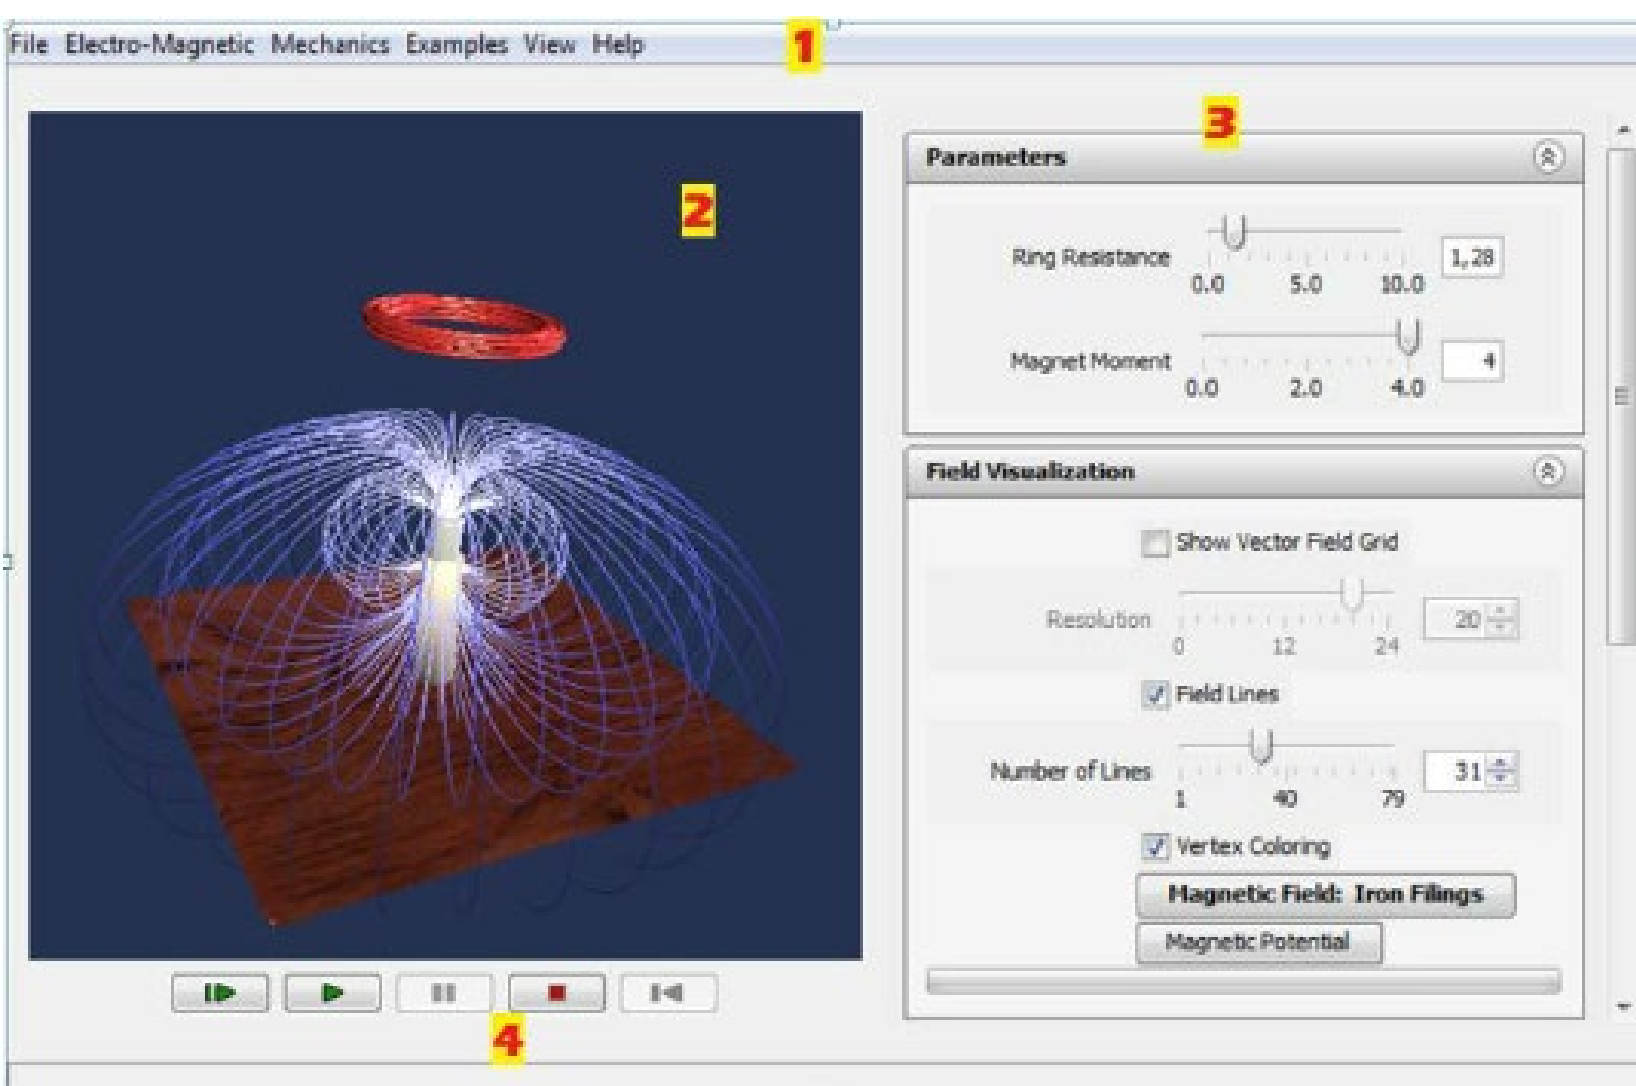 File Electro-Magnetic Mechanics Examples View Help
1
2
3
Parameters
Ring Resistance
1,28
0.0 5.0 10.0
Magnet Moment
4
0.0 2.0 4.0
Field Visualization
Show Vector Field Grid
Resolution
20
0 12 24
Field Lines
Number of Lines
31
1 40 79
Vertex Coloring
Magnetic Field: Iron Filings
Magnetic Potential
4